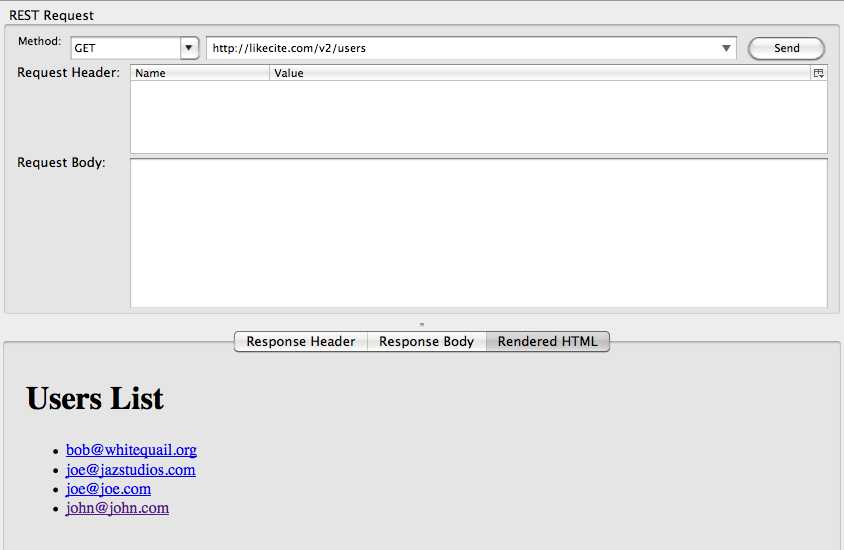 REST Request
Method: GET http://likecite.com/v2/users Send
Request Header: Name Value
Request Body:
Response Header Response Body Rendered HTML
Users List
• bob@whitequail.org
• joe@jazstudios.com
• joe@joe.com
• john@john.com